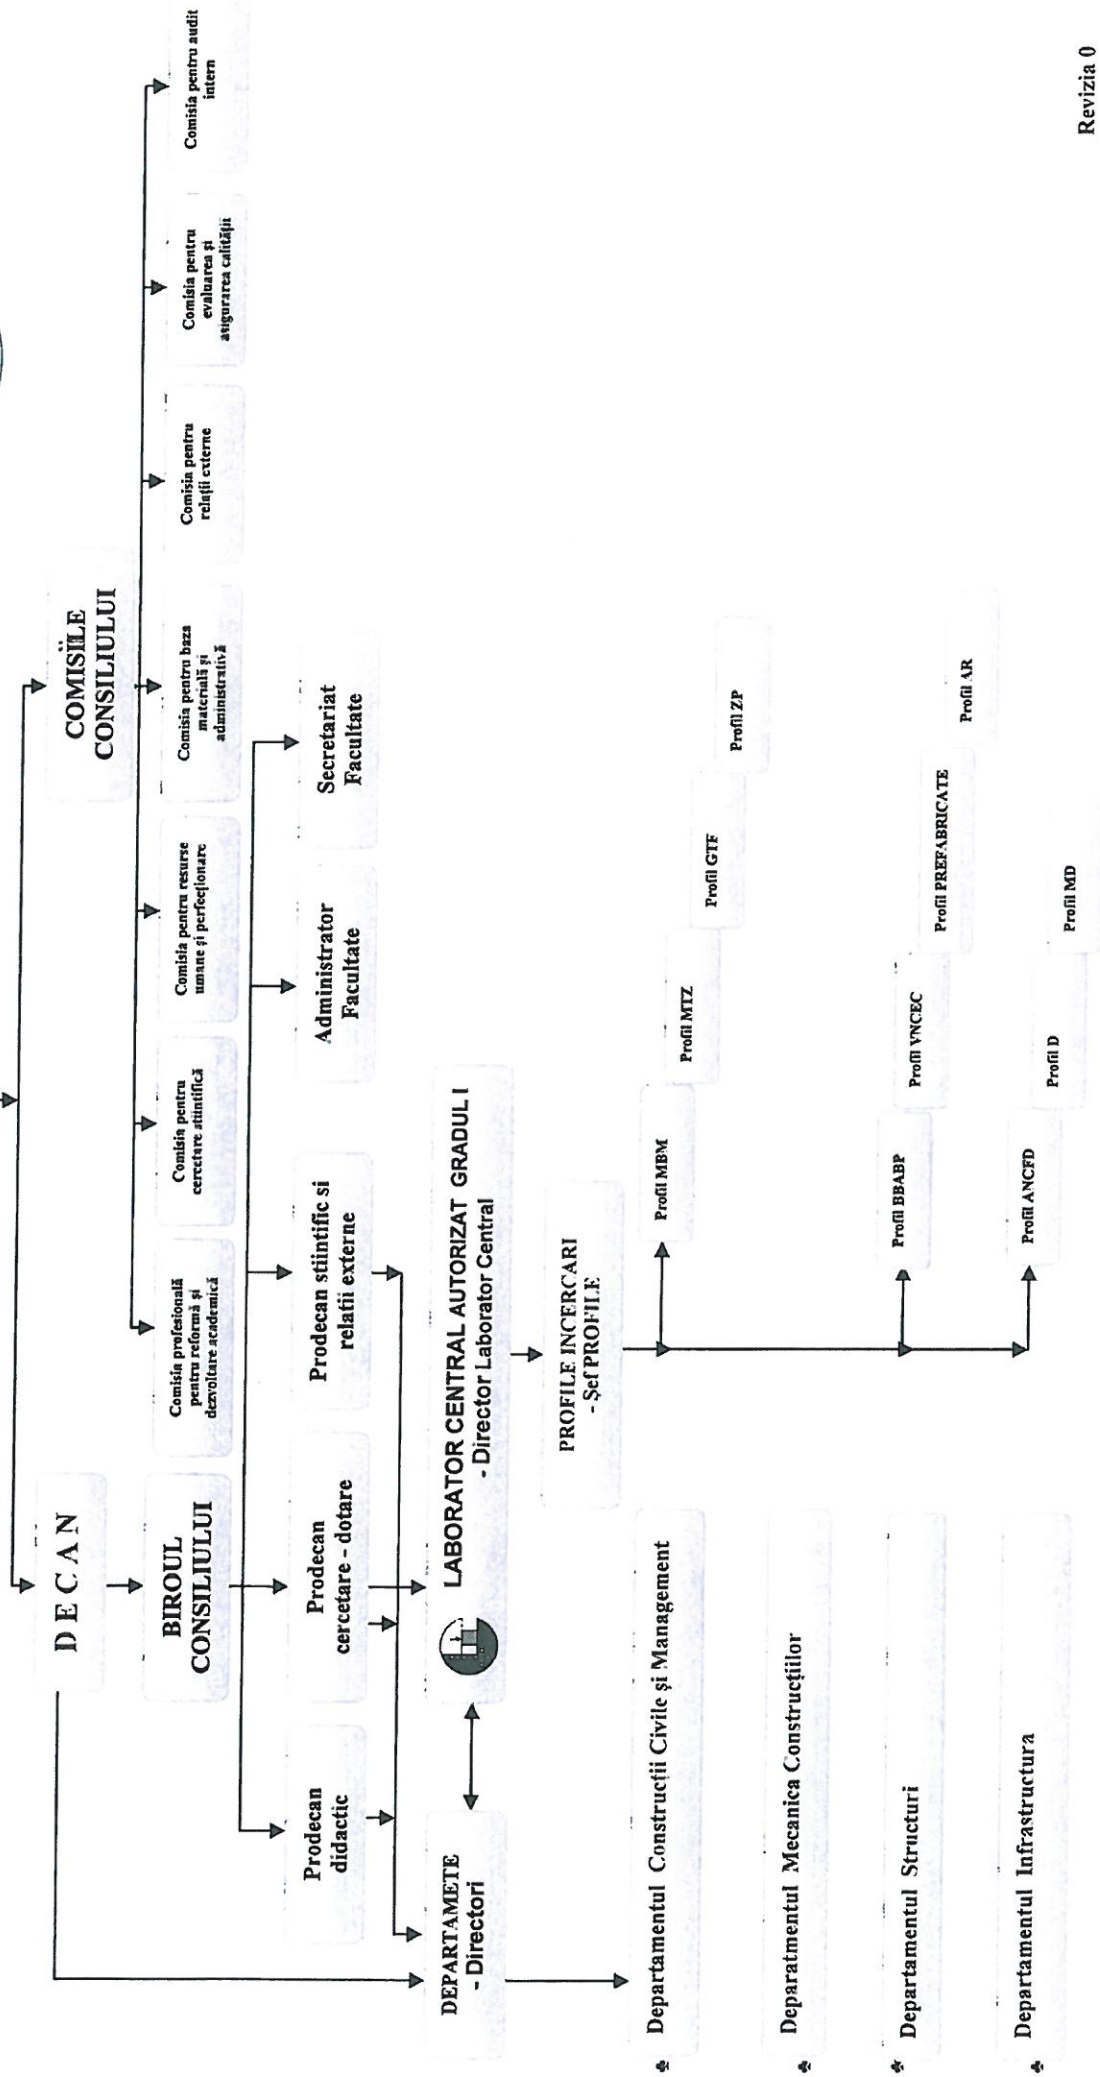 COMISIILE
CONSILIULUI
D E C A N
BIROUL
CONSILIULUI
Comisia profesională
pentru reformă și
dezvoltare academică
Comisia pentru
cercetare stiintifică
Comisia pentru resurse
umane și perfecționare
Comisia pentru baza
materială și
administrativă
Comisia pentru
relații externe
Comisia pentru
evaluarea și
asigurarea calității
Comisia pentru audit
intern
Prodecan
didactic
Prodecan
cercetare - dotare
Prodecan stiintific si
relatii externe
Administrator
Facultate
Secretariat
Facultate
DEPARTAMETE
- Directori
LABORATOR CENTRAL AUTORIZAT GRADUL I
- Director Laborator Central
PROFILE INCERCARI
- Șef PROFILE
Departamentul Construcții Civile și Management
Profil MBM
Profil MTZ
Profil GTF
Profil ZP
Deparatmentul Mecanica Construcțiilor
Departamentul Structuri
Profil BBABP
Profil VNCEC
Profil PREFABRICATE
Profil AR
Departamentul Infrastructura
Profil ANCFD
Profil D
Profil MD
Revizia 0